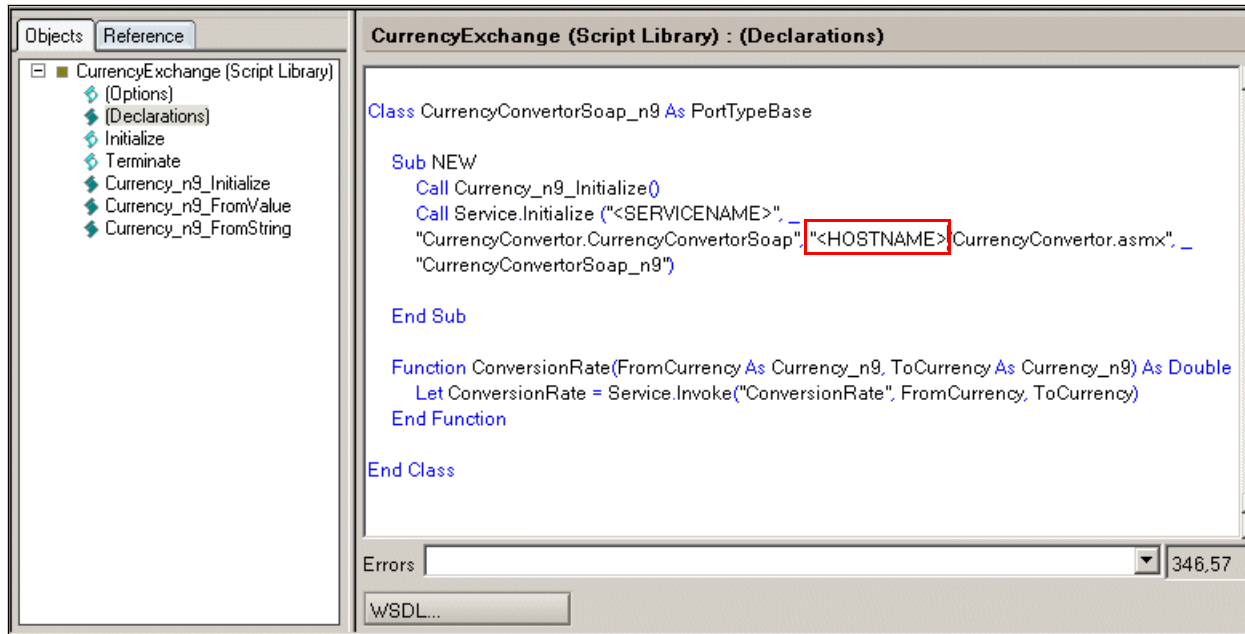 Objects Reference
CurrencyExchange (Script Library)
(Options)
(Declarations)
Initialize
Terminate
Currency_n9_Initialize
Currency_n9_FromValue
Currency_n9_FromString
CurrencyExchange (Script Library) : (Declarations)
Class CurrencyConvertorSoap_n9 As PortTypeBase
Sub NEW
Call Currency_n9_Initialize()
Call Service.Initialize ("<SERVICENAME>", _
"CurrencyConvertor.CurrencyConvertorSoap", "<HOSTNAME>/CurrencyConvertor.asmx", _
"CurrencyConvertorSoap_n9")
End Sub
Function ConversionRate(FromCurrency As Currency_n9, ToCurrency As Currency_n9) As Double
Let ConversionRate = Service.Invoke("ConversionRate", FromCurrency, ToCurrency)
End Function
End Class
Errors 346,57
WSDL...